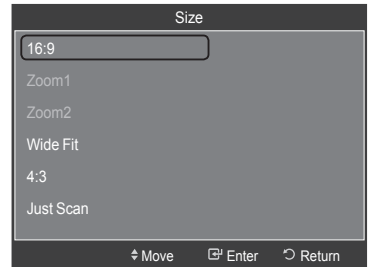 Size
16:9
Zoom1
Zoom2
Wide Fit
4:3
Just Scan
Move Enter Return